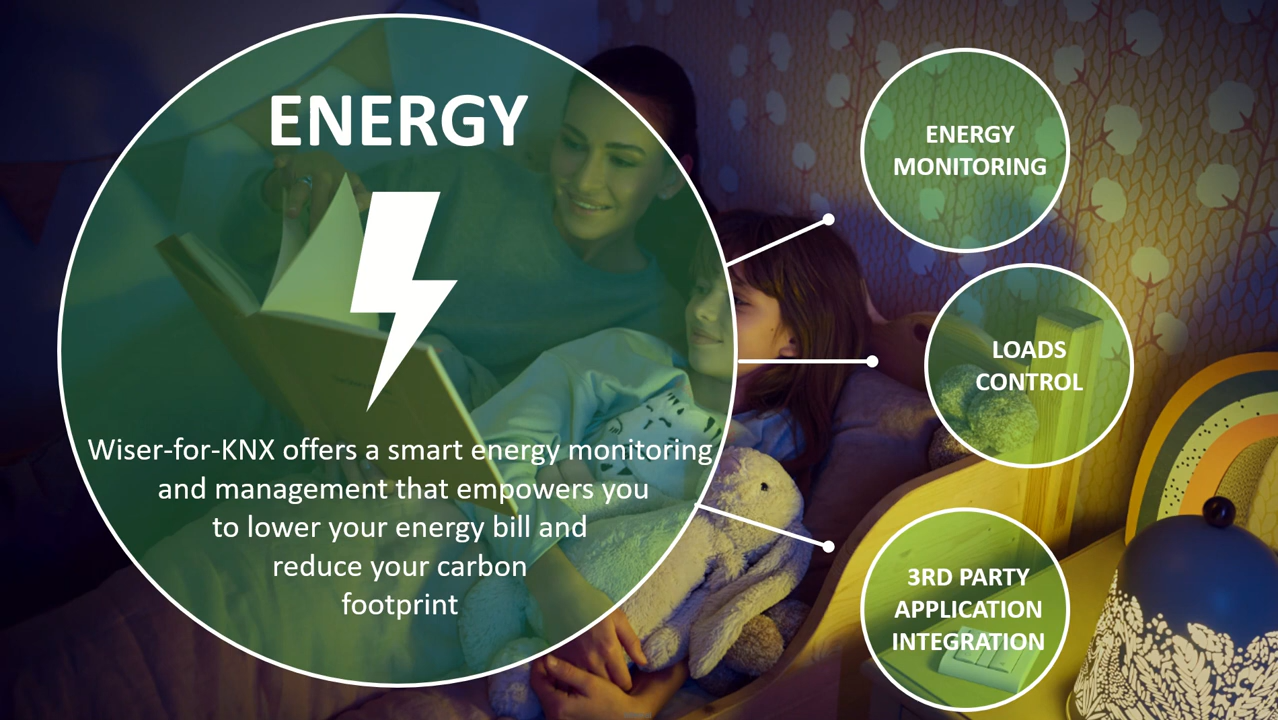 ENERGY
Wiser-for-KNX offers a smart energy monitoring
and management that empowers you
to lower your energy bill and
reduce your carbon
footprint
ENERGY
MONITORING
LOADS
CONTROL
3RD PARTY
APPLICATION
INTEGRATION